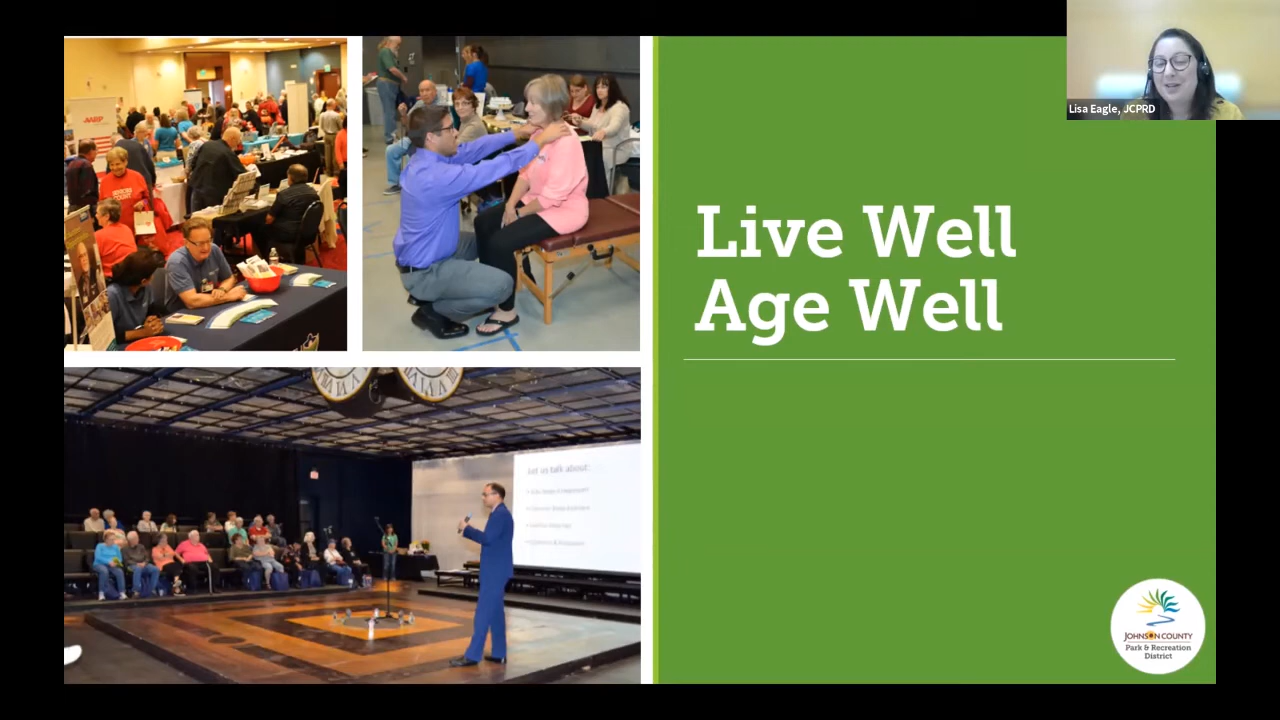 Lisa Eagle, JCPRD
AARP
Live Well
Age Well
Let us talk about:
JOHNSON COUNTY
Park & Recreation
District